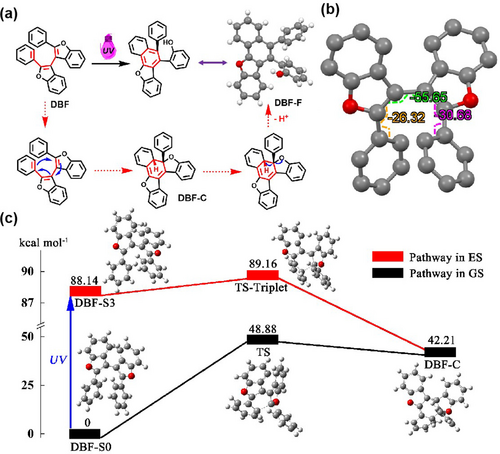 (a)
(b)
UV
HO
O
O
O
DBF
DBF-F
-H⁺
O
O
O
O
H
O
H
O
DBF-C
-65.65
-26.32
-38.68
(c)
kcal mol⁻¹
Pathway in ES
Pathway in GS
90
87
50
25
0
88.14
DBF-S3
89.16
TS-Triplet
UV
48.88
TS
42.21
DBF-C
0
DBF-S0